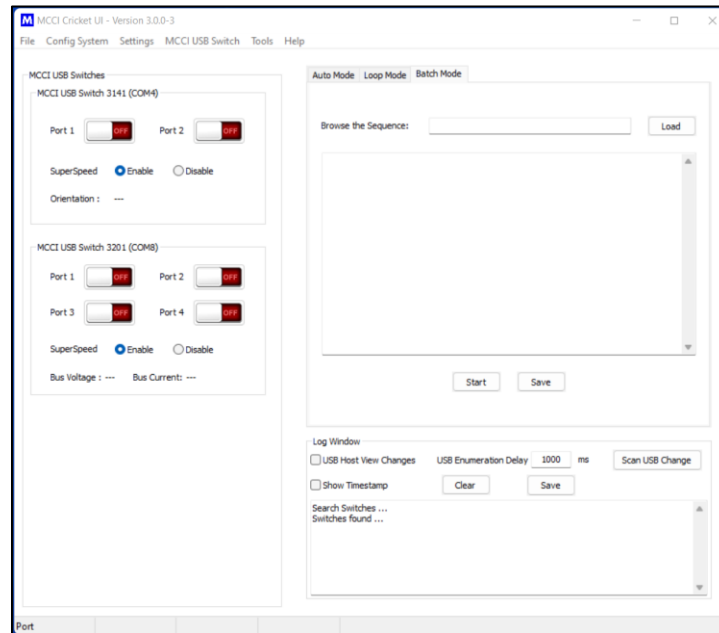 M MCCI Cricket UI - Version 3.0.0-3
File Config System Settings MCCI USB Switch Tools Help
MCCI USB Switches
MCCI USB Switch 3141 (COM4)
Port 1 OFF Port 2 OFF
SuperSpeed Enable Disable
Orientation : ---
MCCI USB Switch 3201 (COM8)
Port 1 OFF Port 2 OFF
Port 3 OFF Port 4 OFF
SuperSpeed Enable Disable
Bus Voltage : --- Bus Current: ---
Auto Mode Loop Mode Batch Mode
Browse the Sequence: Load
Start Save
Log Window
USB Host View Changes USB Enumeration Delay 1000 ms Scan USB Change
Show Timestamp Clear Save
Search Switches ...
Switches found ...
Port